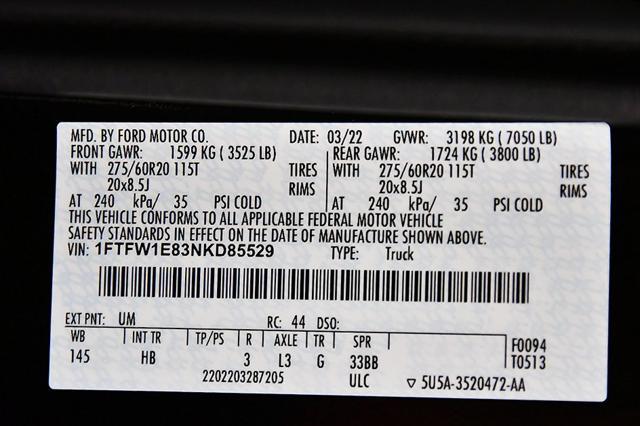 MFD. BY FORD MOTOR CO. DATE: 03/22 GVWR: 3198 KG ( 7050 LB)
FRONT GAWR: 1599 KG ( 3525 LB) REAR GAWR: 1724 KG ( 3800 LB)
WITH 275/60R20 115T TIRES WITH 275/60R20 115T TIRES
20x8.5J RIMS 20x8.5J RIMS
AT 240 kPa/ 35 PSI COLD AT 240 kPa/ 35 PSI COLD
THIS VEHICLE CONFORMS TO ALL APPLICABLE FEDERAL MOTOR VEHICLE
SAFETY STANDARDS IN EFFECT ON THE DATE OF MANUFACTURE SHOWN ABOVE.
VIN: 1FTFW1E83NKD85529 TYPE: Truck
EXT PNT: UM RC: 44 DSO:
WB INT TR TP/PS R AXLE TR SPR F0094
145 HB 3 L3 G 33BB T0513
2202203287205 ULC ▽ 5U5A-3520472-AA